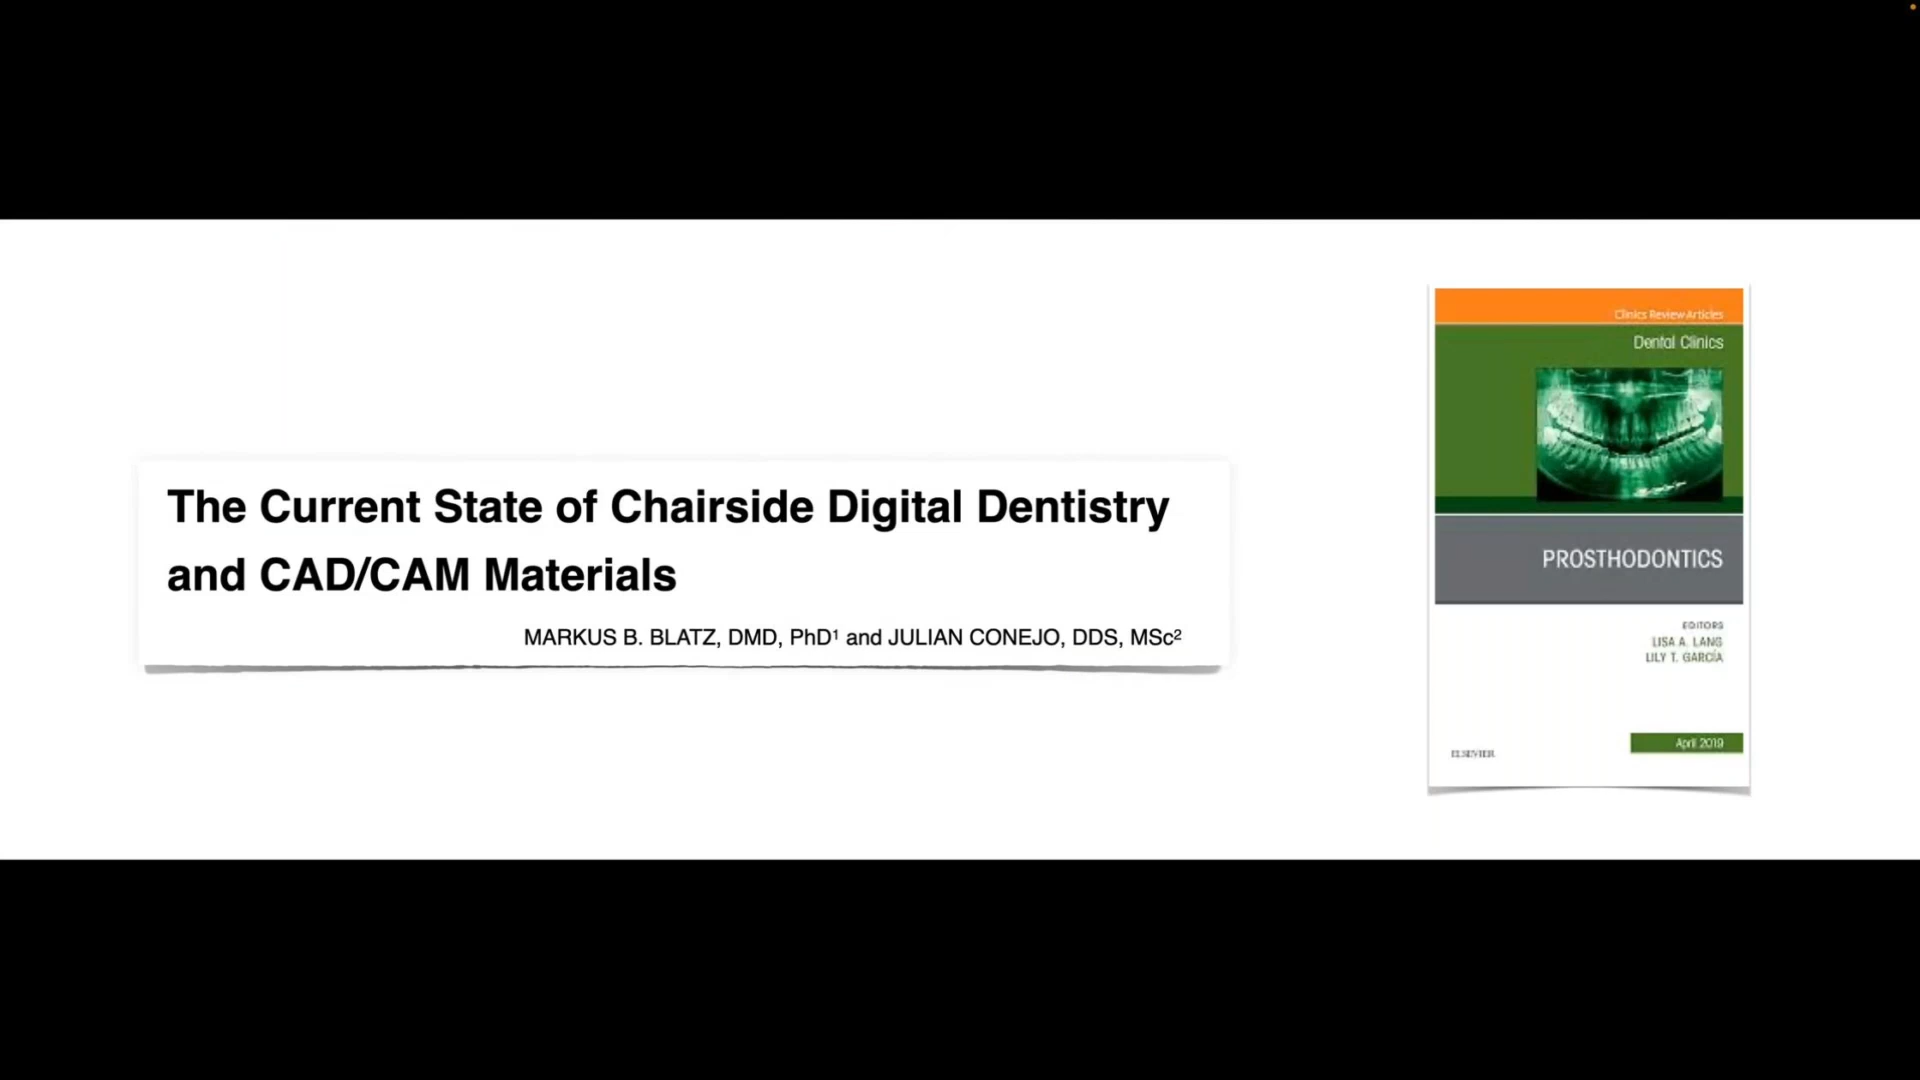 The Current State of Chairside Digital Dentistry
and CAD/CAM Materials
MARKUS B. BLATZ, DMD, PhD¹ and JULIAN CONEJO, DDS, MSc²
Clinics Review Articles
Dental Clinics
PROSTHODONTICS
EDITORS
LISA A. LANG
LILY T. GARCÍA
April 2019
ELSEVIER